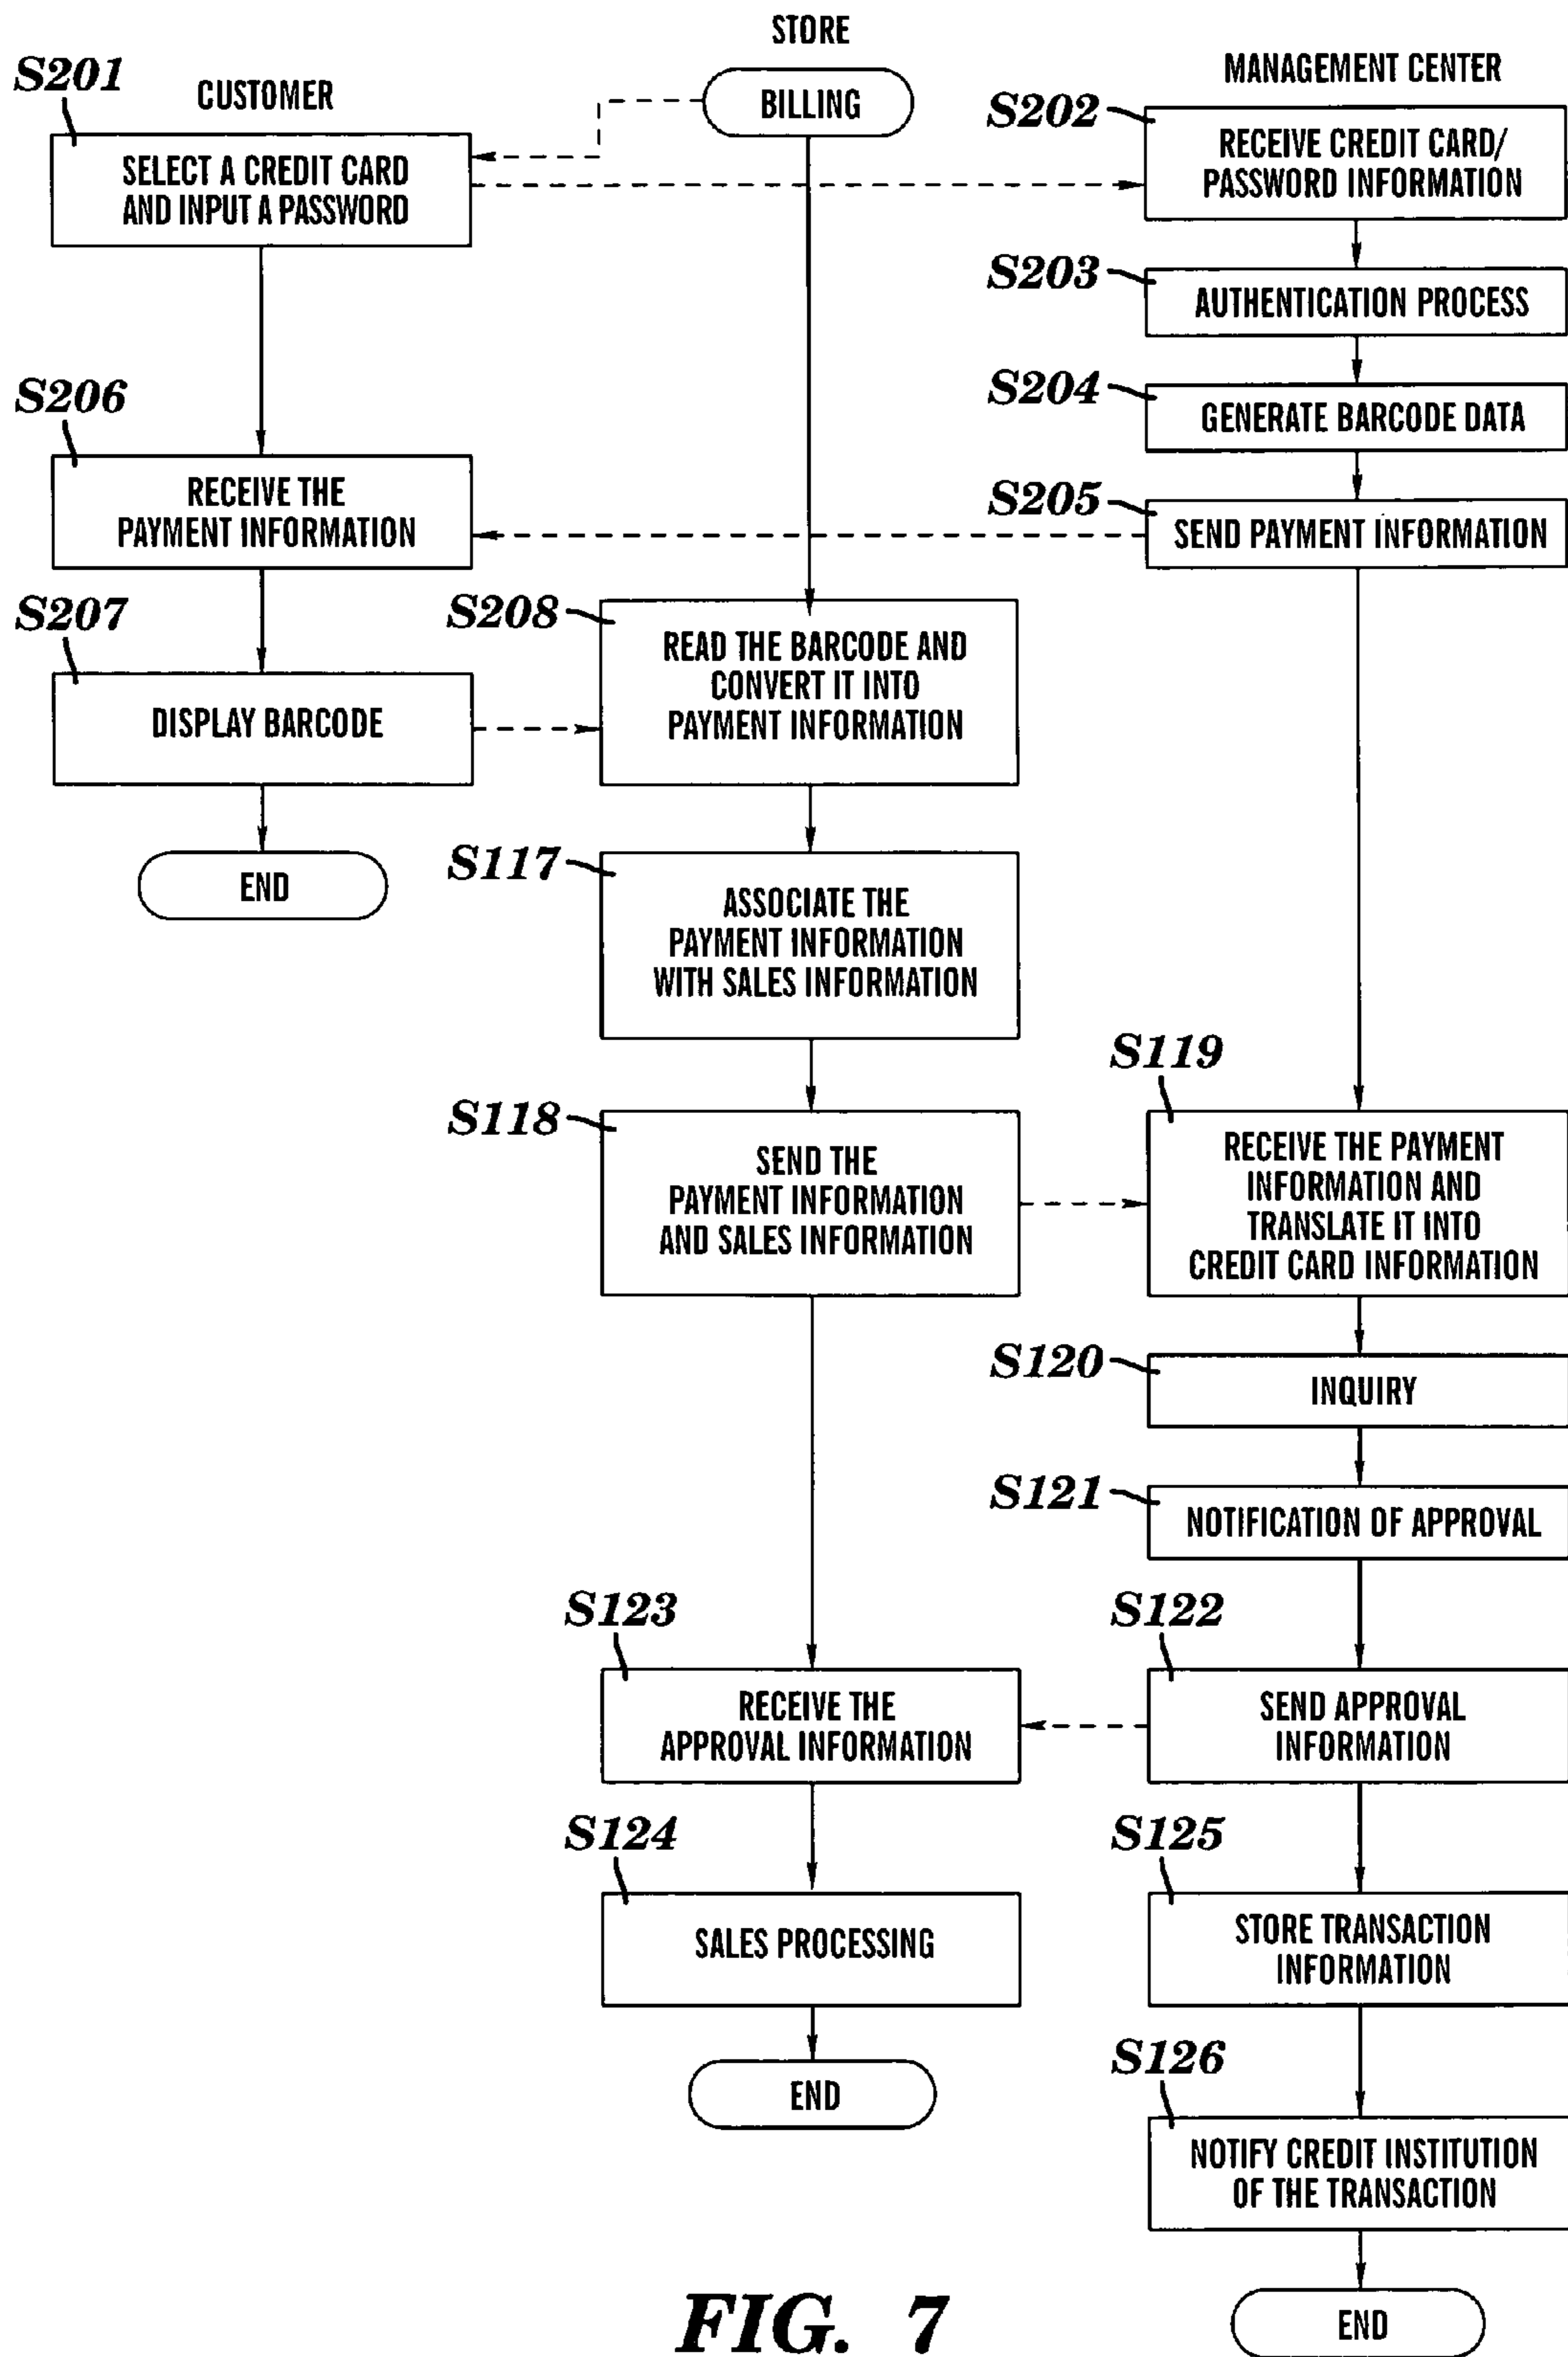 STORE
CUSTOMER
MANAGEMENT CENTER
BILLING
S201
SELECT A CREDIT CARD
AND INPUT A PASSWORD
S202
RECEIVE CREDIT CARD/
PASSWORD INFORMATION
S203
AUTHENTICATION PROCESS
S204
GENERATE BARCODE DATA
S205
SEND PAYMENT INFORMATION
S206
RECEIVE THE
PAYMENT INFORMATION
S207
DISPLAY BARCODE
END
S208
READ THE BARCODE AND
CONVERT IT INTO
PAYMENT INFORMATION
S117
ASSOCIATE THE
PAYMENT INFORMATION
WITH SALES INFORMATION
S118
SEND THE
PAYMENT INFORMATION
AND SALES INFORMATION
S119
RECEIVE THE PAYMENT
INFORMATION AND
TRANSLATE IT INTO
CREDIT CARD INFORMATION
S120
INQUIRY
S121
NOTIFICATION OF APPROVAL
S122
SEND APPROVAL
INFORMATION
S123
RECEIVE THE
APPROVAL INFORMATION
S124
SALES PROCESSING
END
S125
STORE TRANSACTION
INFORMATION
S126
NOTIFY CREDIT INSTITUTION
OF THE TRANSACTION
END
FIG. 7